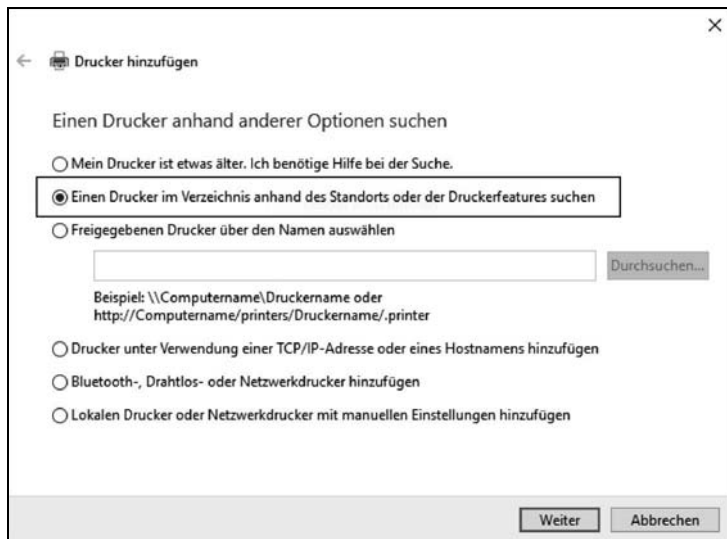 Drucker hinzufügen
Einen Drucker anhand anderer Optionen suchen
Mein Drucker ist etwas älter. Ich benötige Hilfe bei der Suche.
Einen Drucker im Verzeichnis anhand des Standorts oder der Druckerfeatures suchen
Freigegebenen Drucker über den Namen auswählen
Durchsuchen...
Beispiel: \\Computername\Druckername oder
http://Computername/printers/Druckername/.printer
Drucker unter Verwendung einer TCP/IP-Adresse oder eines Hostnamens hinzufügen
Bluetooth-, Drahtlos- oder Netzwerkdrucker hinzufügen
Lokalen Drucker oder Netzwerkdrucker mit manuellen Einstellungen hinzufügen
Weiter
Abbrechen